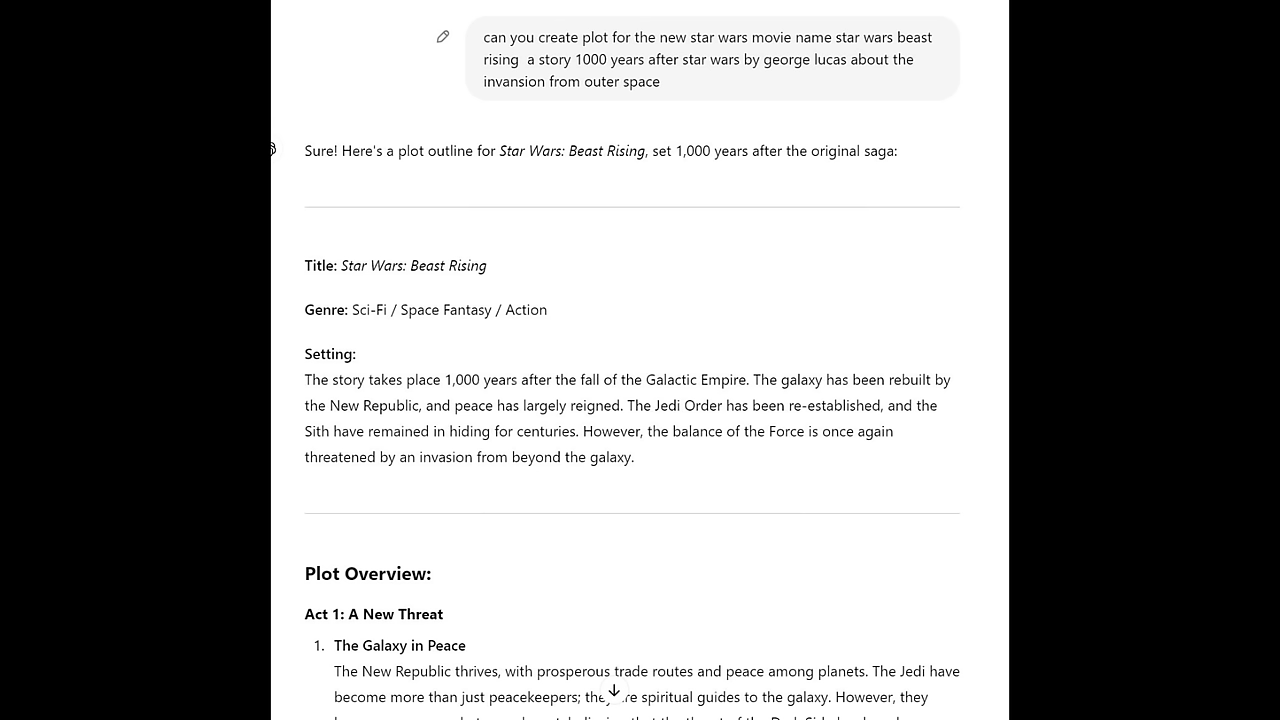 can you create plot for the new star wars movie name star wars beast
rising  a story 1000 years after star wars by george lucas about the
invansion from outer space
Sure! Here's a plot outline for Star Wars: Beast Rising, set 1,000 years after the original saga:
Title: Star Wars: Beast Rising
Genre: Sci-Fi / Space Fantasy / Action
Setting:
The story takes place 1,000 years after the fall of the Galactic Empire. The galaxy has been rebuilt by
the New Republic, and peace has largely reigned. The Jedi Order has been re-established, and the
Sith have remained in hiding for centuries. However, the balance of the Force is once again
threatened by an invasion from beyond the galaxy.
Plot Overview:
Act 1: A New Threat
1. The Galaxy in Peace
The New Republic thrives, with prosperous trade routes and peace among planets. The Jedi have
become more than just peacekeepers; spiritual guides to the galaxy. However, they